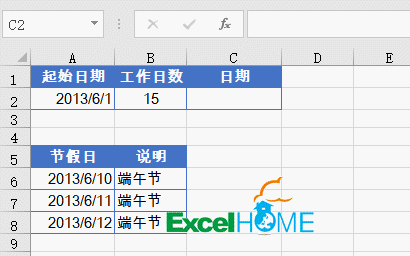 C2
fx
A B C D E
1 起始日期 工作日数 日期
2 2013/6/1 15
3
4
5 节假日 说明
6 2013/6/10 端午节
7 2013/6/11 端午节
8 2013/6/12 端午节
9
ExcelHOME